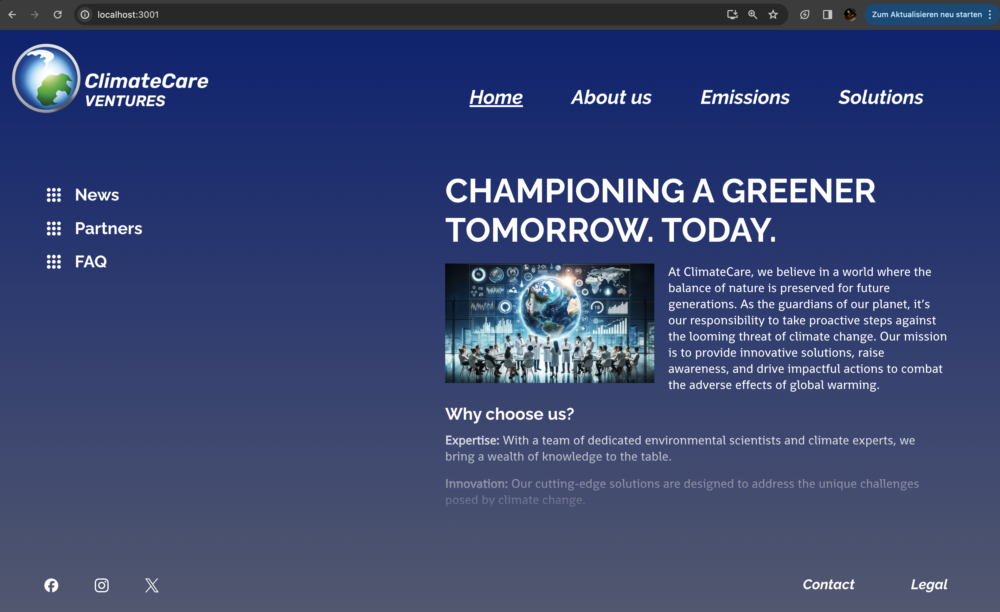 localhost:3001
Zum Aktualisieren neu starten
ClimateCare
VENTURES
Home About us Emissions Solutions
News
Partners
FAQ
CHAMPIONING A GREENER
TOMORROW. TODAY.
At ClimateCare, we believe in a world where the
balance of nature is preserved for future
generations. As the guardians of our planet, it’s
our responsibility to take proactive steps against
the looming threat of climate change. Our mission
is to provide innovative solutions, raise
awareness, and drive impactful actions to combat
the adverse effects of global warming.
Why choose us?
Expertise: With a team of dedicated environmental scientists and climate experts, we
bring a wealth of knowledge to the table.
Innovation: Our cutting-edge solutions are designed to address the unique challenges
posed by climate change.
Contact Legal